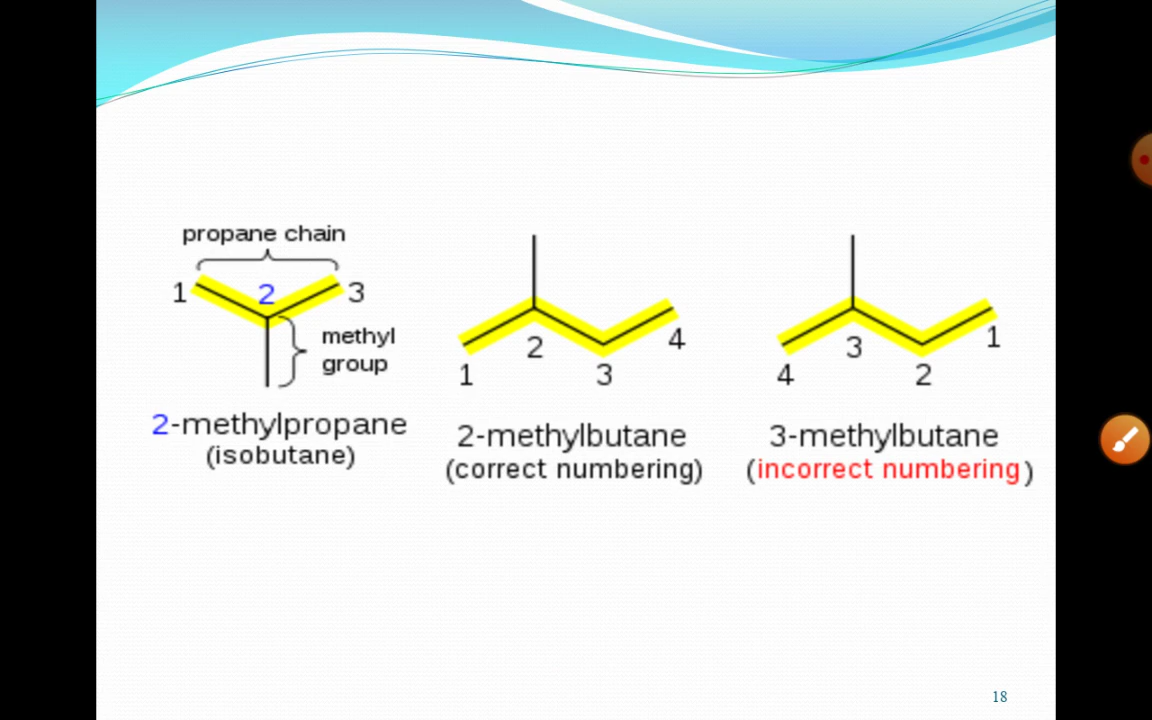 propane chain
1
2
3
methyl
group
2-methylpropane
(isobutane)
1
2
3
4
2-methylbutane
(correct numbering)
4
3
2
1
3-methylbutane
(incorrect numbering)
18